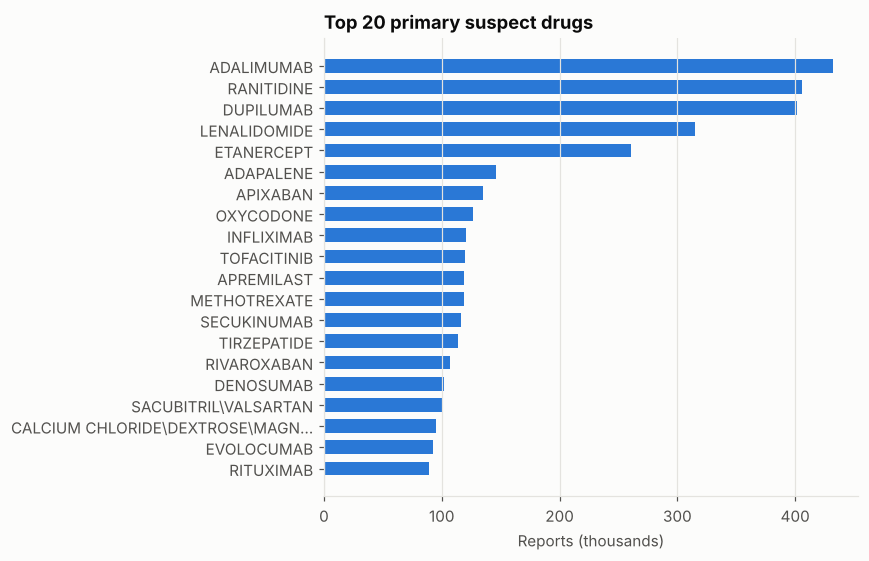 Top 20 primary suspect drugs
ADALIMUMAB
RANITIDINE
DUPILUMAB
LENALIDOMIDE
ETANERCEPT
ADAPALENE
APIXABAN
OXYCODONE
INFLIXIMAB
TOFACITINIB
APREMILAST
METHOTREXATE
SECUKINUMAB
TIRZEPATIDE
RIVAROXABAN
DENOSUMAB
SACUBITRIL\VALSARTAN
CALCIUM CHLORIDE\DEXTROSE\MAGN...
EVOLOCUMAB
RITUXIMAB
0 100 200 300 400
Reports (thousands)